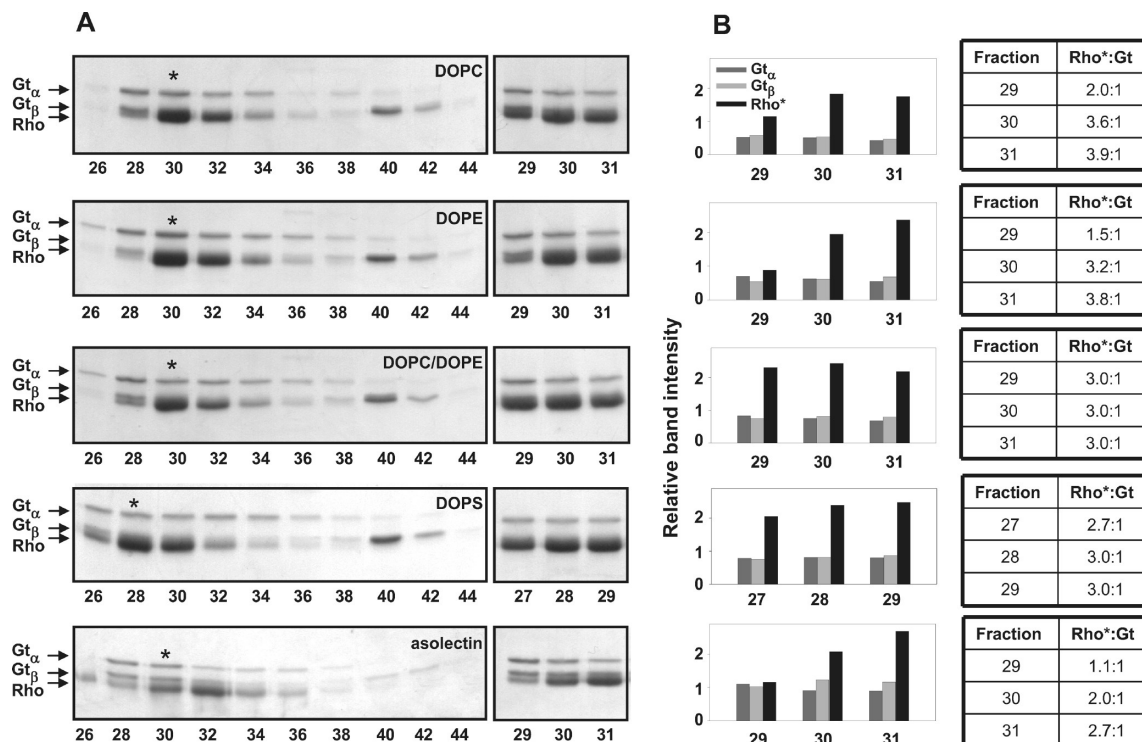 A
Gtα
Gtβ
Rho
*
DOPC
26 28 30 32 34 36 38 40 42 44 29 30 31
Gtα
Gtβ
Rho
*
DOPE
26 28 30 32 34 36 38 40 42 44 29 30 31
Gtα
Gtβ
Rho
*
DOPC/DOPE
26 28 30 32 34 36 38 40 42 44 29 30 31
Gtα
Gtβ
Rho
*
DOPS
26 28 30 32 34 36 38 40 42 44 27 28 29
Gtα
Gtβ
Rho
*
asolectin
26 28 30 32 34 36 38 40 42 44 29 30 31
B
Relative band intensity
Gtα
Gtβ
Rho*
2
1
0
29 30 31
2
1
0
29 30 31
2
1
0
29 30 31
2
1
0
27 28 29
2
1
0
29 30 31
Fraction Rho*:Gt
29 2.0:1
30 3.6:1
31 3.9:1
Fraction Rho*:Gt
29 1.5:1
30 3.2:1
31 3.8:1
Fraction Rho*:Gt
29 3.0:1
30 3.0:1
31 3.0:1
Fraction Rho*:Gt
27 2.7:1
28 3.0:1
29 3.0:1
Fraction Rho*:Gt
29 1.1:1
30 2.0:1
31 2.7:1